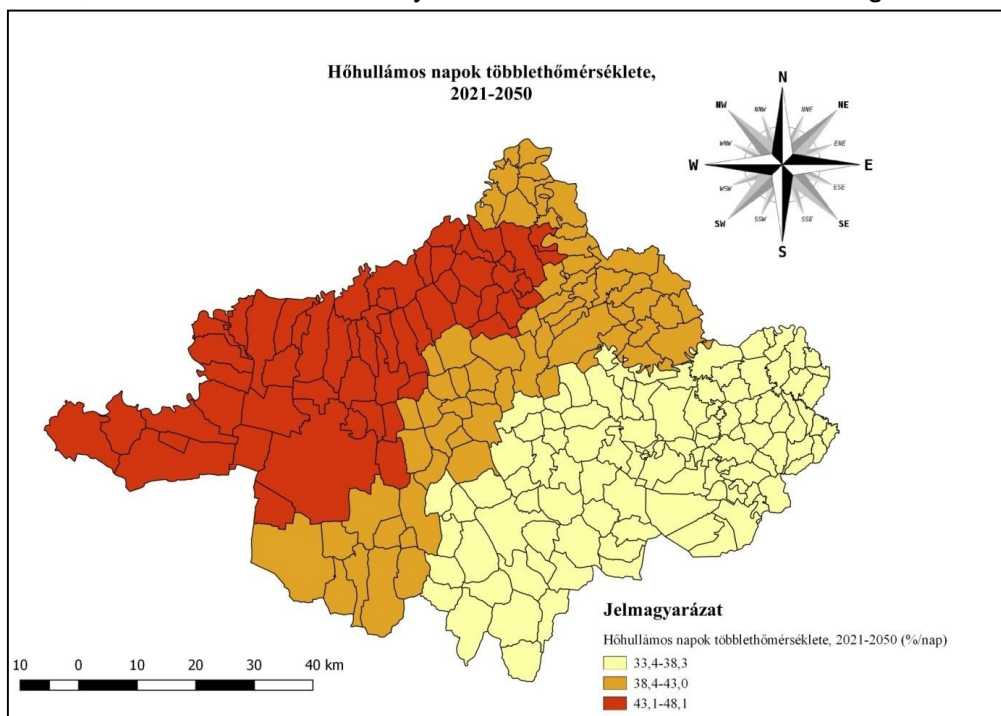 Hőhullámos napok többlethőmérséklete,
2021-2050
N
NNW
NNE
NW
NE
WNW
ENE
W
E
WSW
ESE
SW
SE
SSW
SSE
S
Jelmagyarázat
Hőhullámos napok többlethőmérséklete, 2021-2050 (%/nap)
33,4-38,3
38,4-43,0
43,1-48,1
10 0 10 20 30 40 km